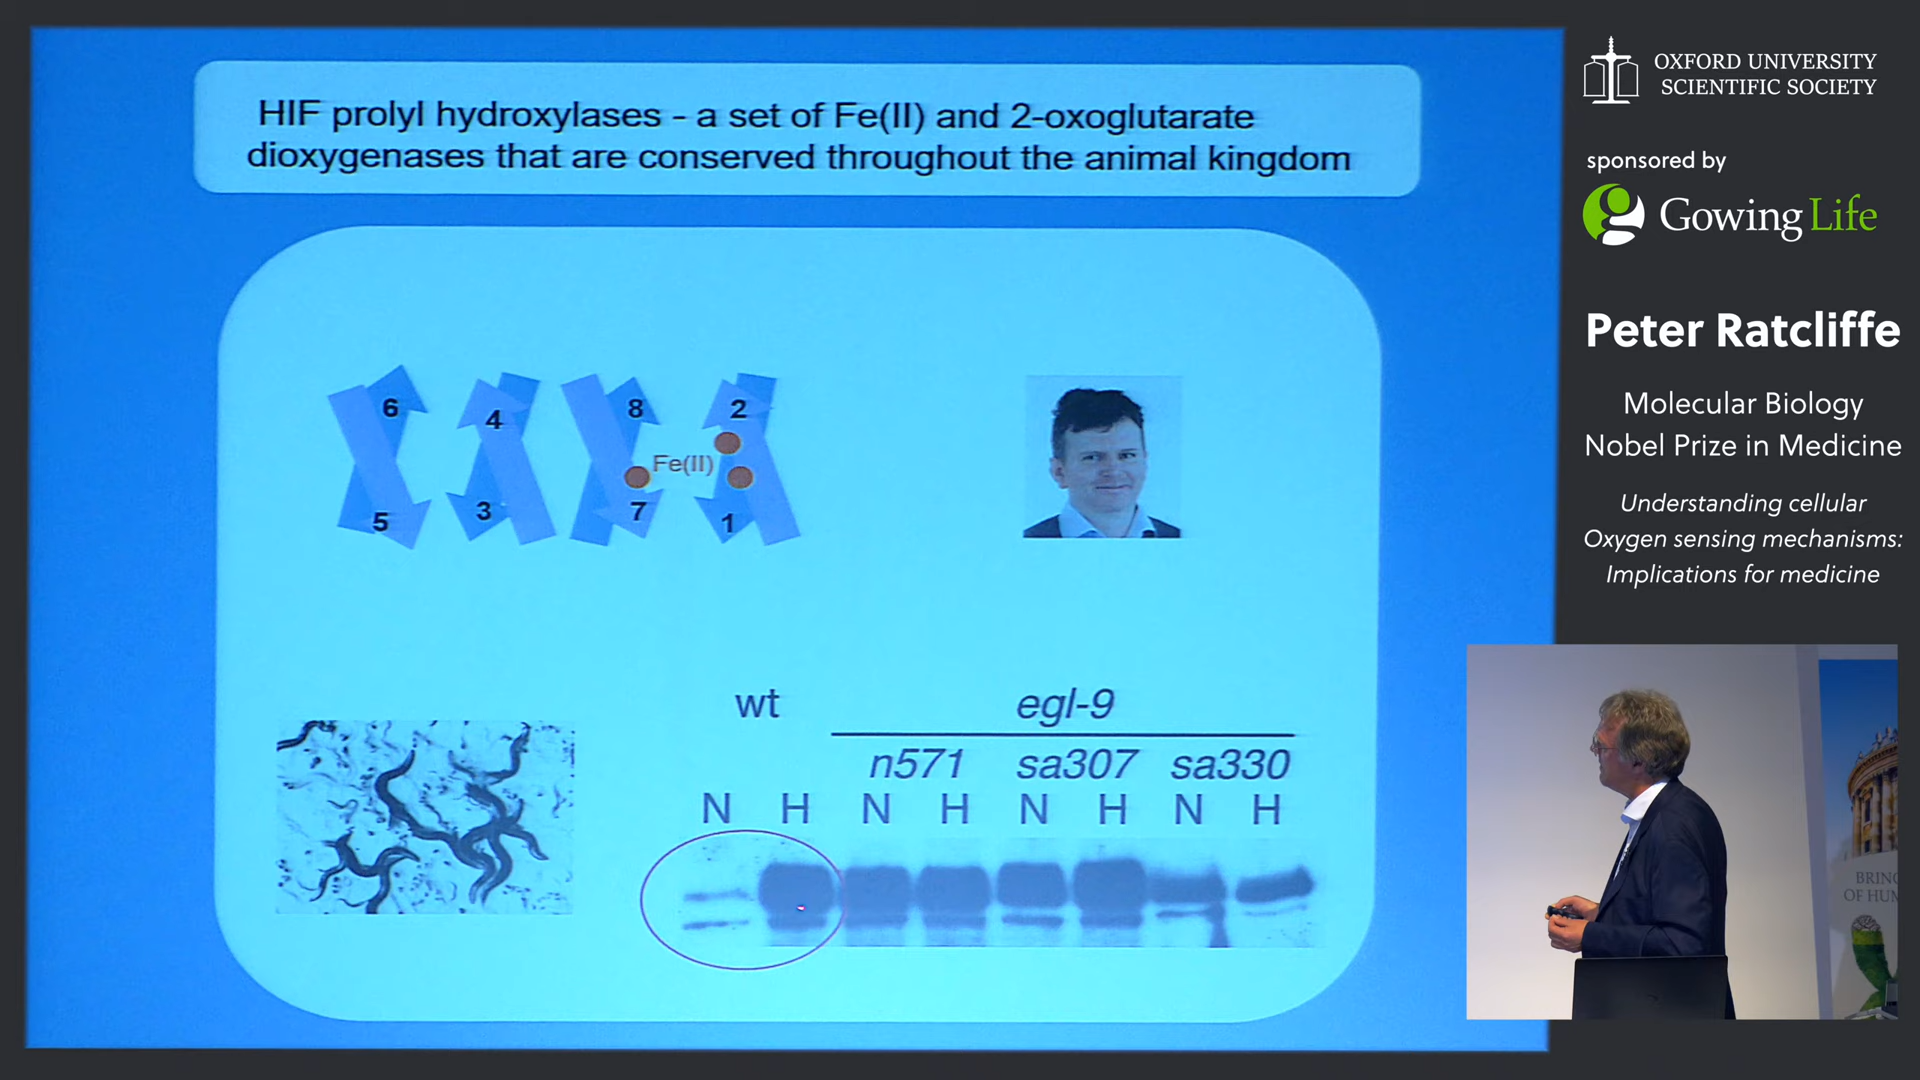 HIF prolyl hydroxylases - a set of Fe(II) and 2-oxoglutarate
dioxygenases that are conserved throughout the animal kingdom
6
4
8
2
Fe(II)
5
3
7
1
wt
egl-9
n571
sa307
sa330
N H N H N H N H
OXFORD UNIVERSITY
SCIENTIFIC SOCIETY
sponsored by
Gowing Life
Peter Ratcliffe
Molecular Biology
Nobel Prize in Medicine
Understanding cellular
Oxygen sensing mechanisms:
Implications for medicine
OF